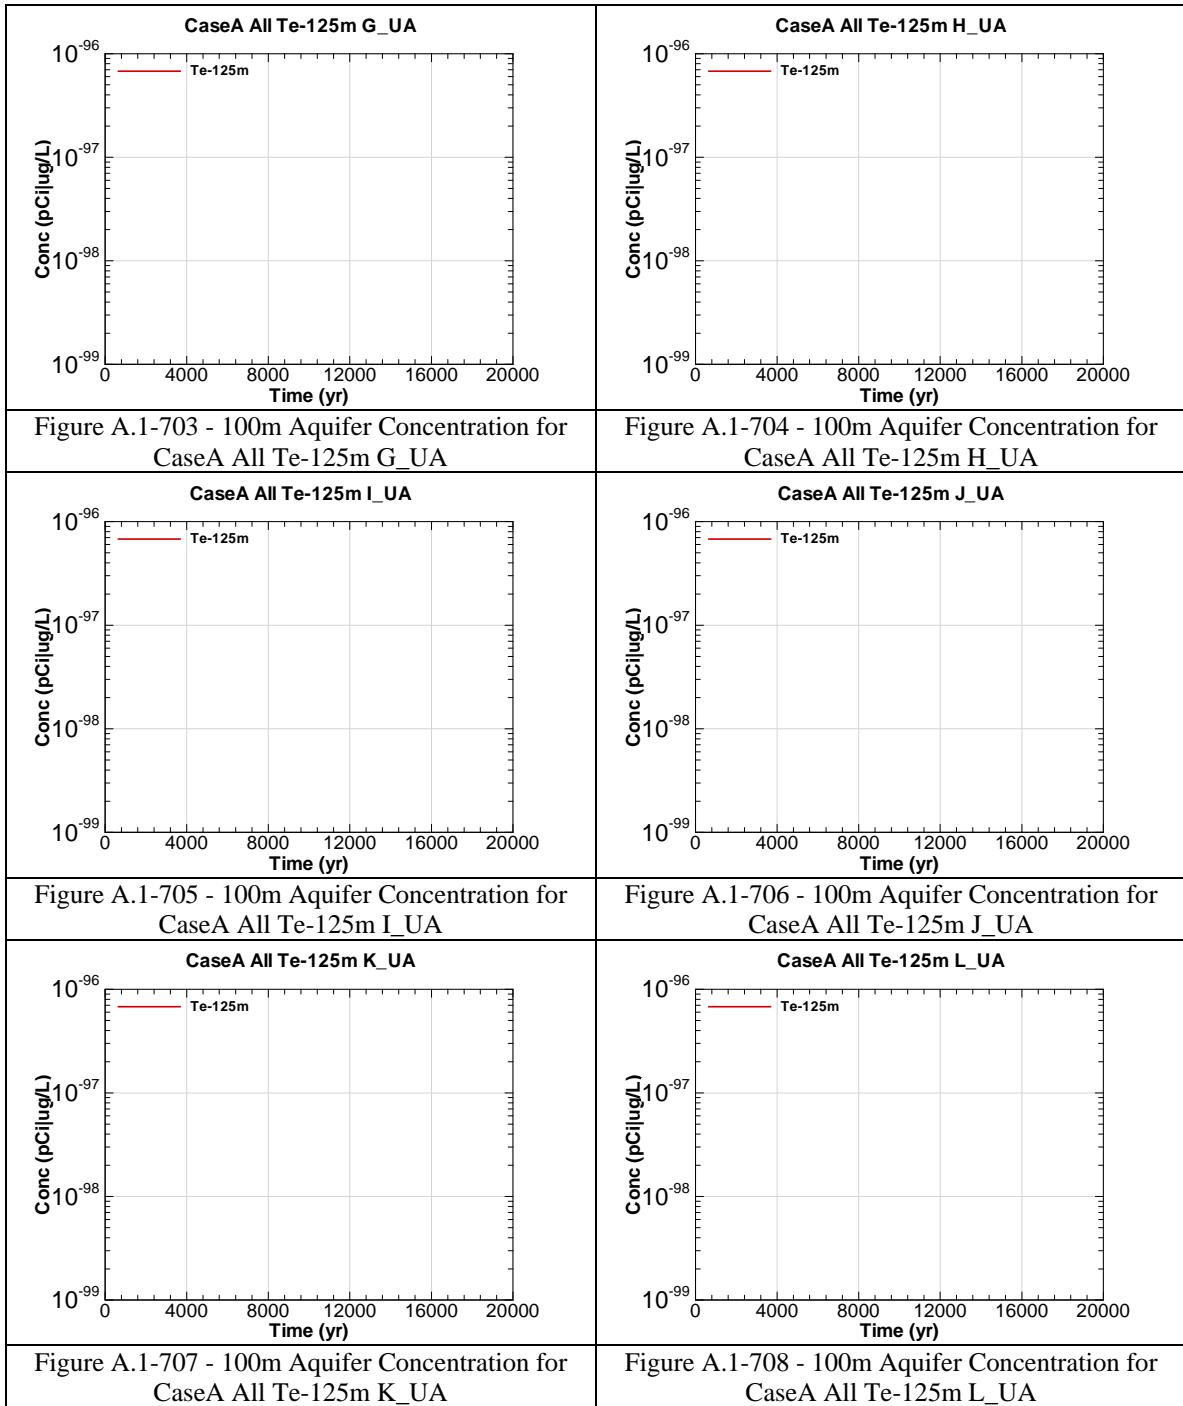 CaseA All Te-125m G_UA
10-96
Te-125m
10-97
Conc (pCi|ug/L)
10-98
10-99
0 4000 8000 12000 16000 20000
Time (yr)
Figure A.1-703 - 100m Aquifer Concentration for
CaseA All Te-125m G_UA
CaseA All Te-125m H_UA
10-96
Te-125m
10-97
Conc (pCi|ug/L)
10-98
10-99
0 4000 8000 12000 16000 20000
Time (yr)
Figure A.1-704 - 100m Aquifer Concentration for
CaseA All Te-125m H_UA
CaseA All Te-125m I_UA
10-96
Te-125m
10-97
Conc (pCi|ug/L)
10-98
10-99
0 4000 8000 12000 16000 20000
Time (yr)
Figure A.1-705 - 100m Aquifer Concentration for
CaseA All Te-125m I_UA
CaseA All Te-125m J_UA
10-96
Te-125m
10-97
Conc (pCi|ug/L)
10-98
10-99
0 4000 8000 12000 16000 20000
Time (yr)
Figure A.1-706 - 100m Aquifer Concentration for
CaseA All Te-125m J_UA
CaseA All Te-125m K_UA
10-96
Te-125m
10-97
Conc (pCi|ug/L)
10-98
10-99
0 4000 8000 12000 16000 20000
Time (yr)
Figure A.1-707 - 100m Aquifer Concentration for
CaseA All Te-125m K_UA
CaseA All Te-125m L_UA
10-96
Te-125m
10-97
Conc (pCi|ug/L)
10-98
10-99
0 4000 8000 12000 16000 20000
Time (yr)
Figure A.1-708 - 100m Aquifer Concentration for
CaseA All Te-125m L_UA